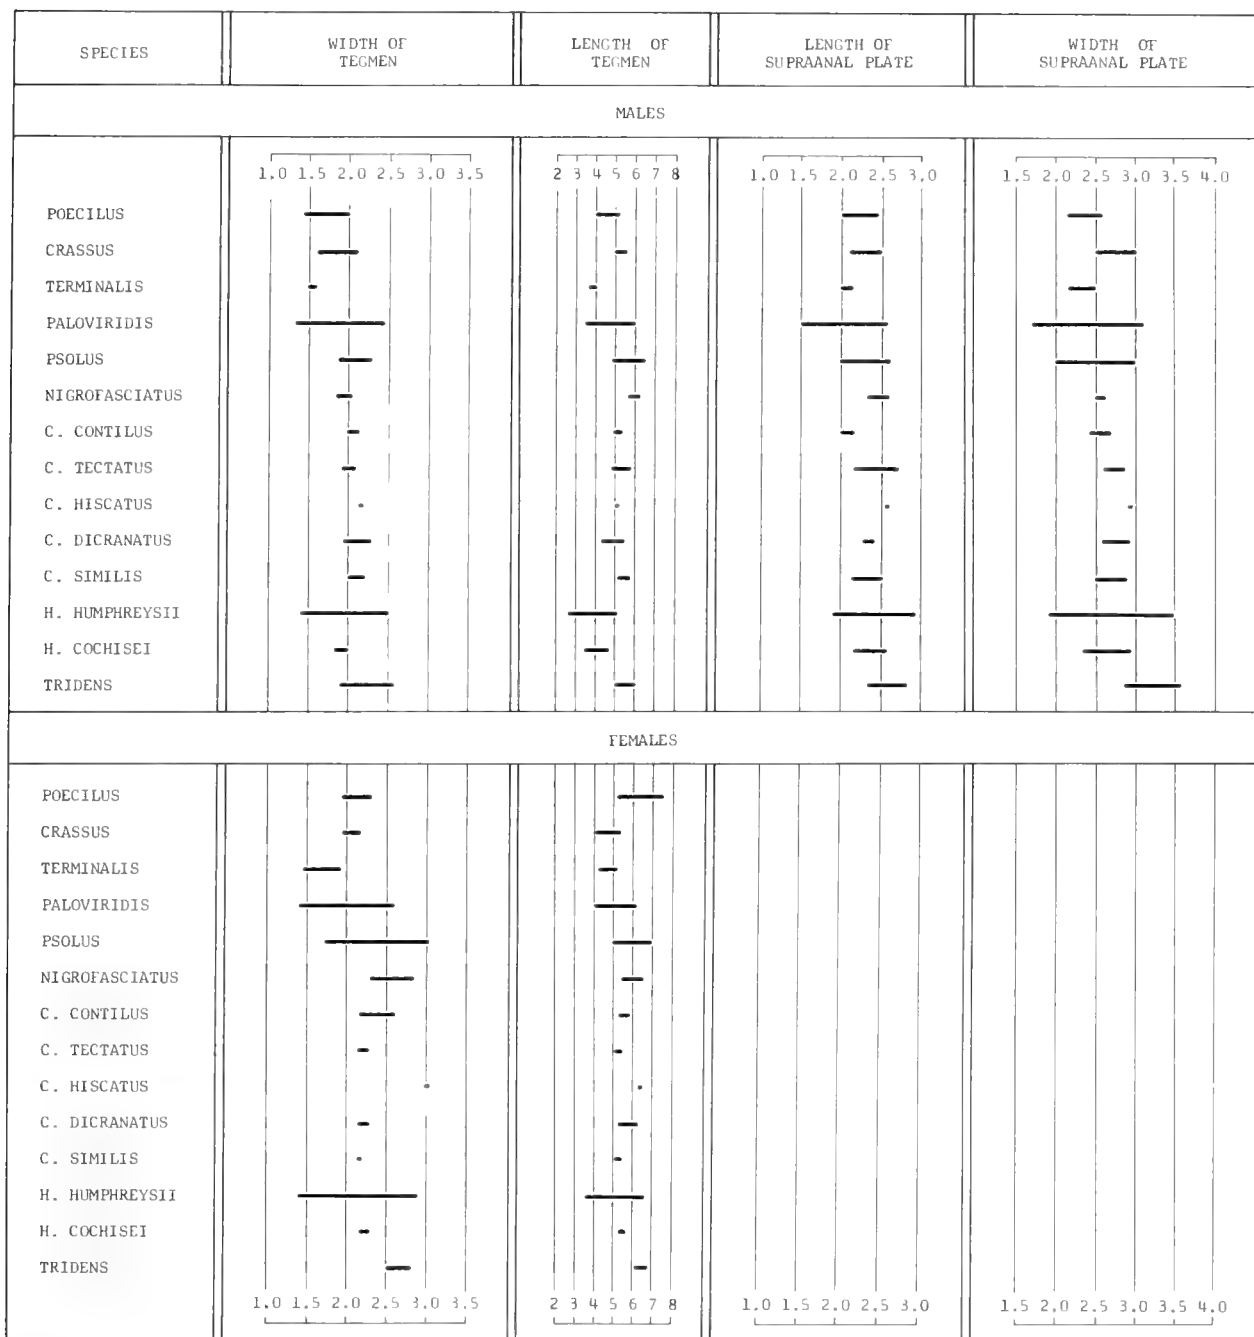 SPECIES
WIDTH OF
TEGMEN
LENGTH OF
TEGMEN
LENGTH OF
SUPRAANAL PLATE
WIDTH OF
SUPRAANAL PLATE
MALES
1.0 1.5 2.0 2.5 3.0 3.5
2 3 4 5 6 7 8
1.0 1.5 2.0 2.5 3.0
1.5 2.0 2.5 3.0 3.5 4.0
POECILUS
CRASSUS
TERMINALIS
PALOVIRIDIS
PSOLUS
NIGROFASCIATUS
C. CONTILUS
C. TECTATUS
C. HISCATUS
C. DICRANATUS
C. SIMILIS
H. HUMPHREYSII
H. COCHISEI
TRIDENS
FEMALES
POECILUS
CRASSUS
TERMINALIS
PALOVIRIDIS
PSOLUS
NIGROFASCIATUS
C. CONTILUS
C. TECTATUS
C. HISCATUS
C. DICRANATUS
C. SIMILIS
H. HUMPHREYSII
H. COCHISEI
TRIDENS
1.0 1.5 2.0 2.5 3.0 3.5
2 3 4 5 6 7 8
1.0 1.5 2.0 2.5 3.0
1.5 2.0 2.5 3.0 3.5 4.0